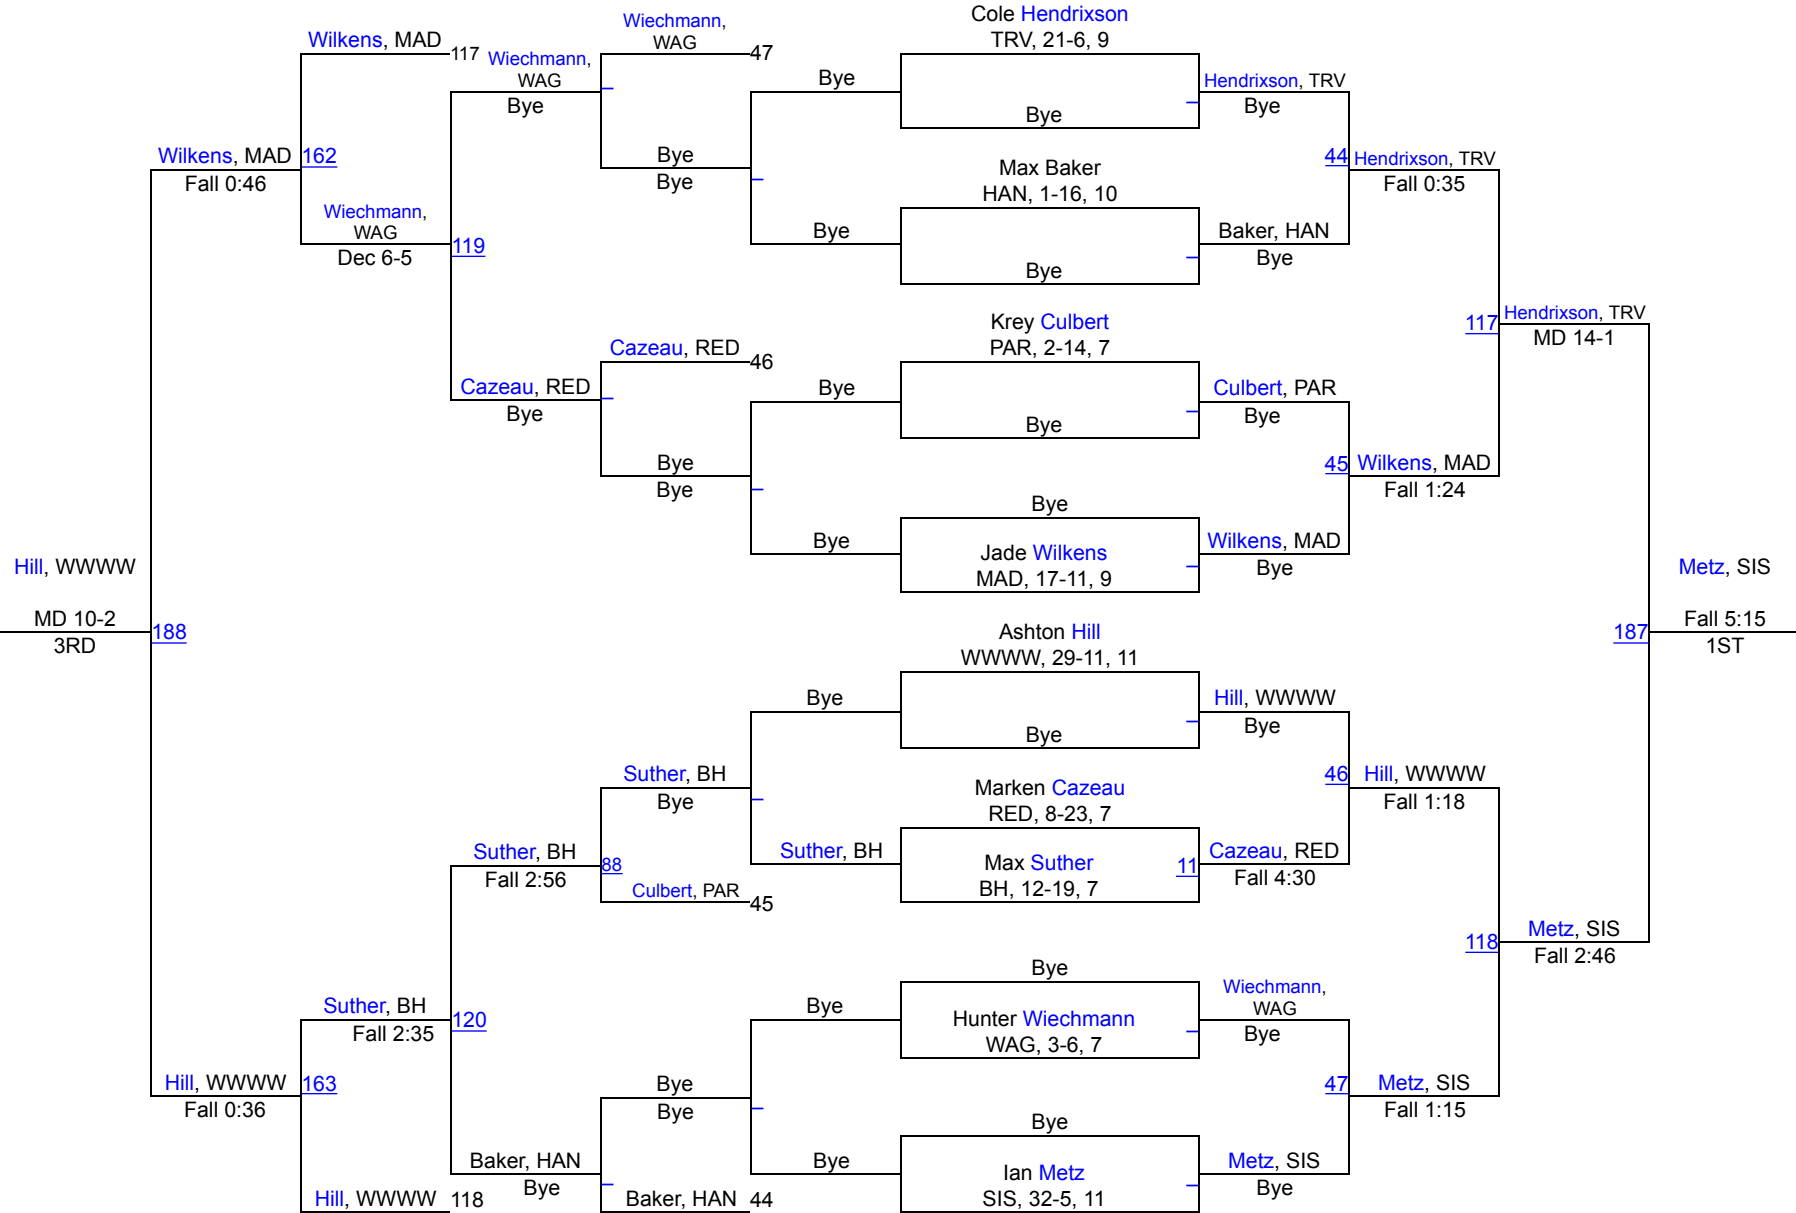 Cole Hendrixson
TRV, 21-6, 9
Wiechmann,
WAG
47
Wilkens, MAD
117
Wiechmann,
WAG
Bye
Bye
Bye
Hendrixson, TRV
Bye
Wilkens, MAD
Fall 0:46
162
Bye
Bye
Max Baker
HAN, 1-16, 10
44
Hendrixson, TRV
Fall 0:35
Wiechmann,
WAG
Dec 6-5
119
Bye
Bye
Baker, HAN
Bye
Krey Culbert
PAR, 2-14, 7
117
Hendrixson, TRV
MD 14-1
Cazeau, RED
46
Cazeau, RED
Bye
Bye
Bye
Culbert, PAR
Bye
Bye
Bye
45
Wilkens, MAD
Fall 1:24
Bye
Bye
Jade Wilkens
MAD, 17-11, 9
Wilkens, MAD
Bye
Hill, WWWW
MD 10-2
3RD
188
Metz, SIS
187
Fall 5:15
1ST
Ashton Hill
WWWW, 29-11, 11
Bye
Bye
Hill, WWWW
Bye
Suther, BH
Bye
Marken Cazeau
RED, 8-23, 7
46
Hill, WWWW
Fall 1:18
Suther, BH
Fall 2:56
88
Suther, BH
Max Suther
BH, 12-19, 7
11
Cazeau, RED
Fall 4:30
Culbert, PAR
45
118
Metz, SIS
Fall 2:46
Suther, BH
Fall 2:35
120
Bye
Bye
Hunter Wiechmann
WAG, 3-6, 7
Wiechmann,
WAG
Bye
Hill, WWWW
Fall 0:36
163
Bye
Bye
47
Metz, SIS
Fall 1:15
Bye
Baker, HAN
Bye
Bye
Ian Metz
SIS, 32-5, 11
Metz, SIS
Bye
Hill, WWWW
118
Baker, HAN
44